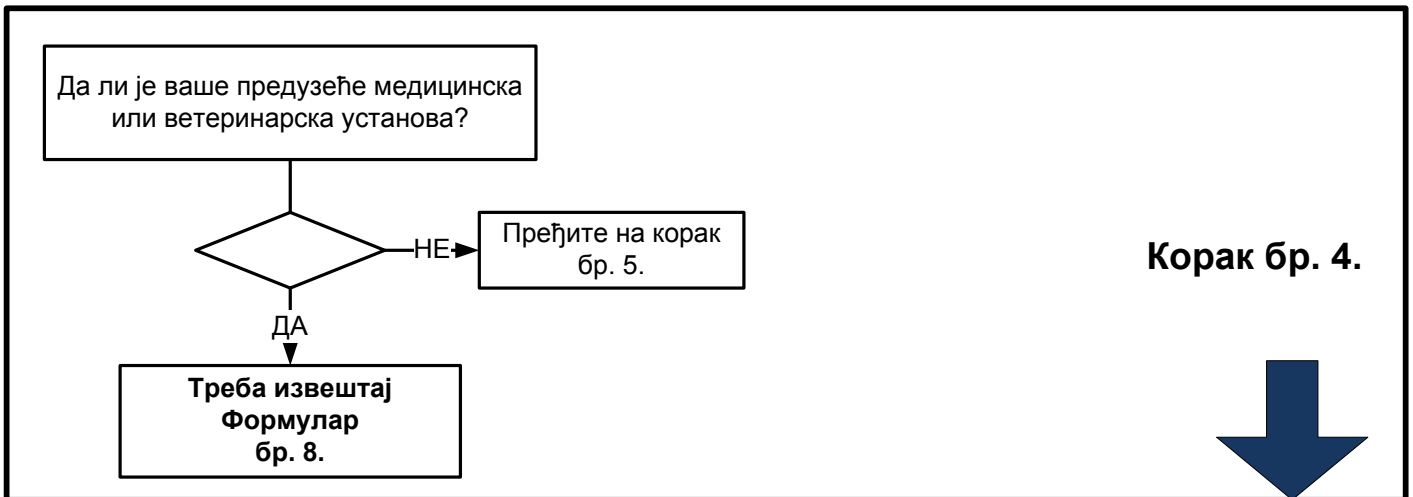 Да ли је ваше предузеће медицинска
или ветеринарска установа?
НЕ
Пређите на корак
бр. 5.
Корак бр. 4.
ДА
Треба извештај
Формулар
бр. 8.